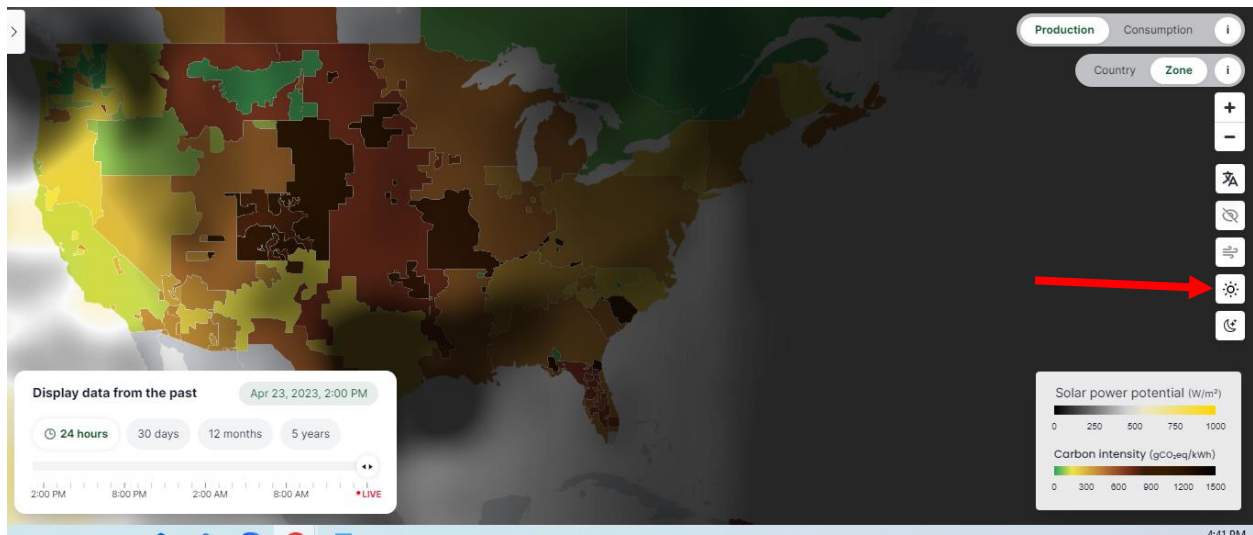 Production Consumption i
Country Zone i
+
−
Display data from the past Apr 23, 2023, 2:00 PM
24 hours 30 days 12 months 5 years
2:00 PM 8:00 PM 2:00 AM 8:00 AM LIVE
Solar power potential (W/m²)
0 250 500 750 1000
Carbon intensity (gCO₂eq/kWh)
0 300 600 900 1200 1500
4:41 PM